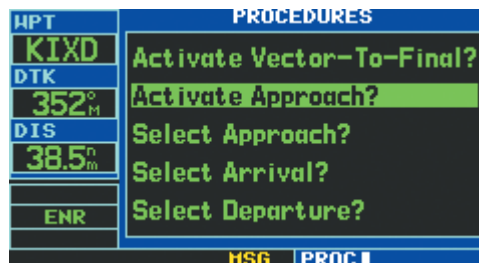 WPT
KIXD
DTK
352°M
DIS
38.5nm
ENR
PROCEDURES
Activate Vector-To-Final?
Activate Approach?
Select Approach?
Select Arrival?
Select Departure?
MSG
PROC